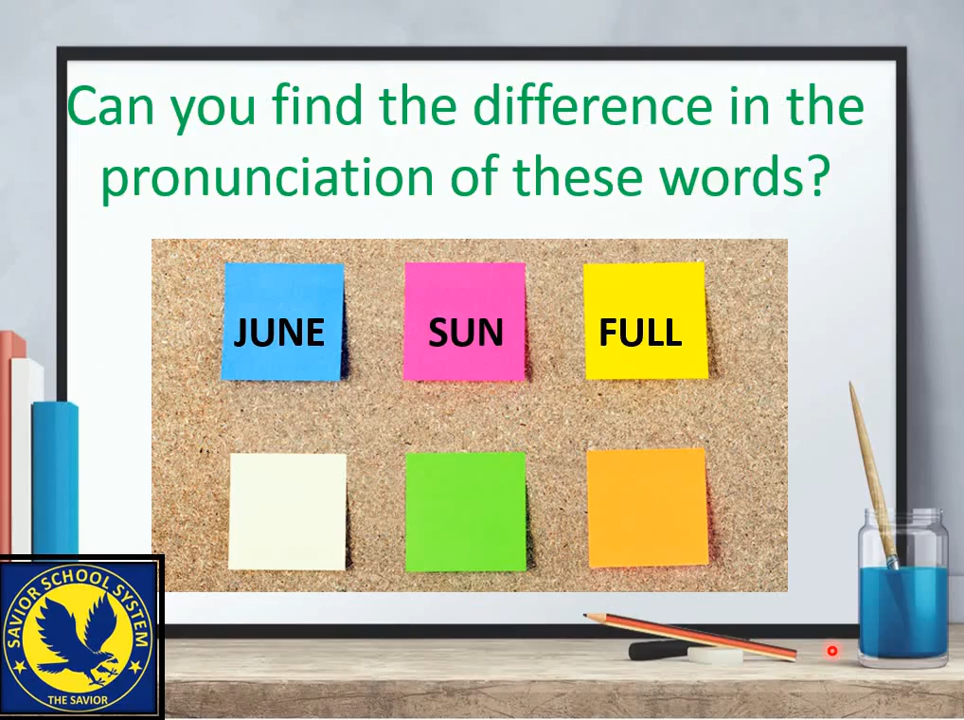 Can you find the difference in the
pronunciation of these words?
JUNE SUN FULL
SAVIOR SCHOOL SYSTEM
THE SAVIOR